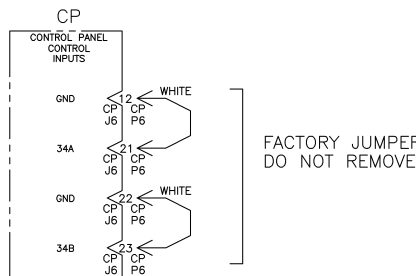 CP
CONTROL PANEL
CONTROL
INPUTS
GND 12 WHITE
CP CP
J6 P6
34A 21
CP CP
J6 P6
GND 22 WHITE
CP CP
J6 P6
34B 23
CP CP
J6 P6
FACTORY JUMPER
DO NOT REMOVE